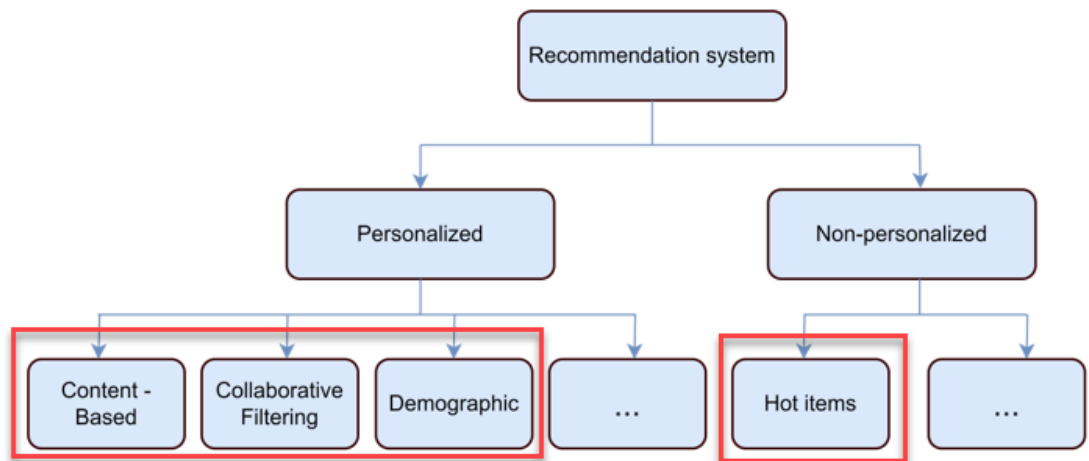 Recommendation system
Personalized
Non-personalized
Content -
Based
Collaborative
Filtering
Demographic
...
Hot items
...